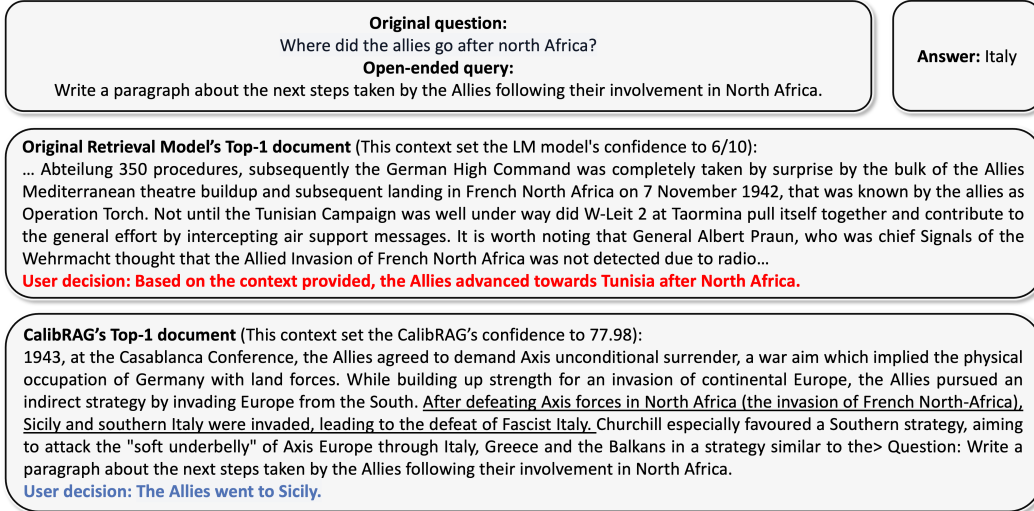 Original question:
Where did the allies go after north Africa?
Open-ended query:
Write a paragraph about the next steps taken by the Allies following their involvement in North Africa.
Answer: Italy
Original Retrieval Model's Top-1 document (This context set the LM model's confidence to 6/10):
... Abteilung 350 procedures, subsequently the German High Command was completely taken by surprise by the bulk of the Allies
Mediterranean theatre buildup and subsequent landing in French North Africa on 7 November 1942, that was known by the allies as
Operation Torch. Not until the Tunisian Campaign was well under way did W-Leit 2 at Taormina pull itself together and contribute to
the general effort by intercepting air support messages. It is worth noting that General Albert Praun, who was chief Signals of the
Wehrmacht thought that the Allied Invasion of French North Africa was not detected due to radio...
User decision: Based on the context provided, the Allies advanced towards Tunisia after North Africa.
CalibRAG's Top-1 document (This context set the CalibRAG's confidence to 77.98):
1943, at the Casablanca Conference, the Allies agreed to demand Axis unconditional surrender, a war aim which implied the physical
occupation of Germany with land forces. While building up strength for an invasion of continental Europe, the Allies pursued an
indirect strategy by invading Europe from the South. After defeating Axis forces in North Africa (the invasion of French North-Africa),
Sicily and southern Italy were invaded, leading to the defeat of Fascist Italy. Churchill especially favoured a Southern strategy, aiming
to attack the "soft underbelly" of Axis Europe through Italy, Greece and the Balkans in a strategy similar to the> Question: Write a
paragraph about the next steps taken by the Allies following their involvement in North Africa.
User decision: The Allies went to Sicily.